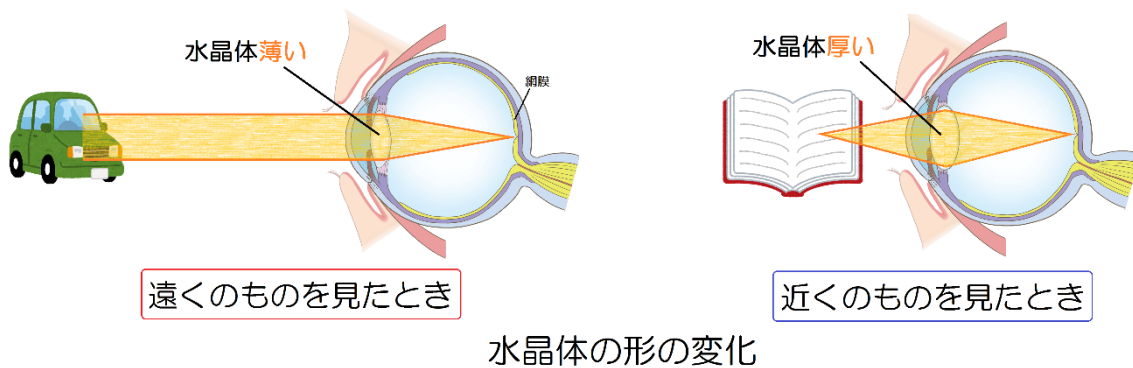 水晶体薄い
網膜
遠くのものを見たとき
水晶体厚い
近くのものを見たとき
水晶体の形の変化